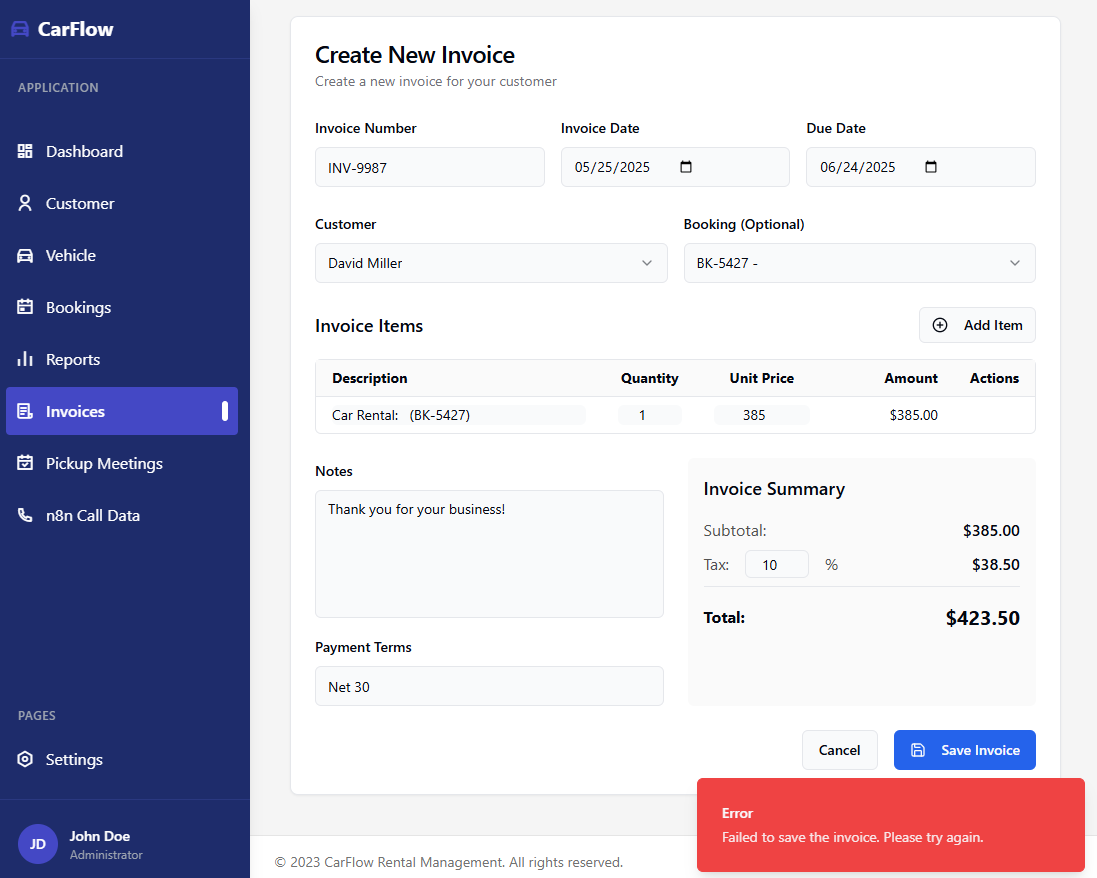 CarFlow
APPLICATION
Dashboard
Customer
Vehicle
Bookings
Reports
Invoices
Pickup Meetings
n8n Call Data
PAGES
Settings
JD
John Doe
Administrator
Create New Invoice
Create a new invoice for your customer
Invoice Number Invoice Date Due Date
INV-9987 05/25/2025 06/24/2025
Customer Booking (Optional)
David Miller BK-5427 -
Invoice Items Add Item
Description Quantity Unit Price Amount Actions
Car Rental: (BK-5427) 1 385 $385.00
Notes
Thank you for your business!
Payment Terms
Net 30
Invoice Summary
Subtotal: $385.00
Tax: 10 % $38.50
Total: $423.50
Cancel Save Invoice
Error
Failed to save the invoice. Please try again.
© 2023 CarFlow Rental Management. All rights reserved.